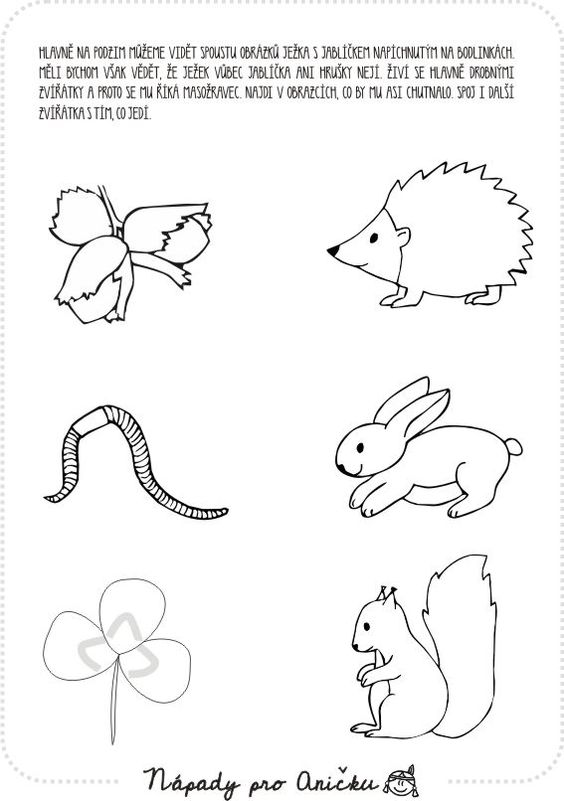 HLAVNĚ NA PODZIM MŮŽEME VIDĚT SPOUSTU OBRÁZKŮ JEŽKA S JABLÍČKEM NAPÍCHNUTÝM NA BODLINKÁCH.
MĚLI BYCHOM VŠAK VĚDĚT, ŽE JEŽEK VŮBEC JABLÍČKA ANI HRUŠKY NEJÍ. ŽIVÍ SE HLAVNĚ DROBNÝMI
ZVÍŘÁTKY A PROTO SE MU ŘÍKÁ MASOŽRAVEC. NAJDI V OBRAZCÍCH, CO BY MU ASI CHUTNALO. SPOJ I DALŠÍ
ZVÍŘÁTKA S TÍM, CO JEDÍ.
Nápady pro Aničku